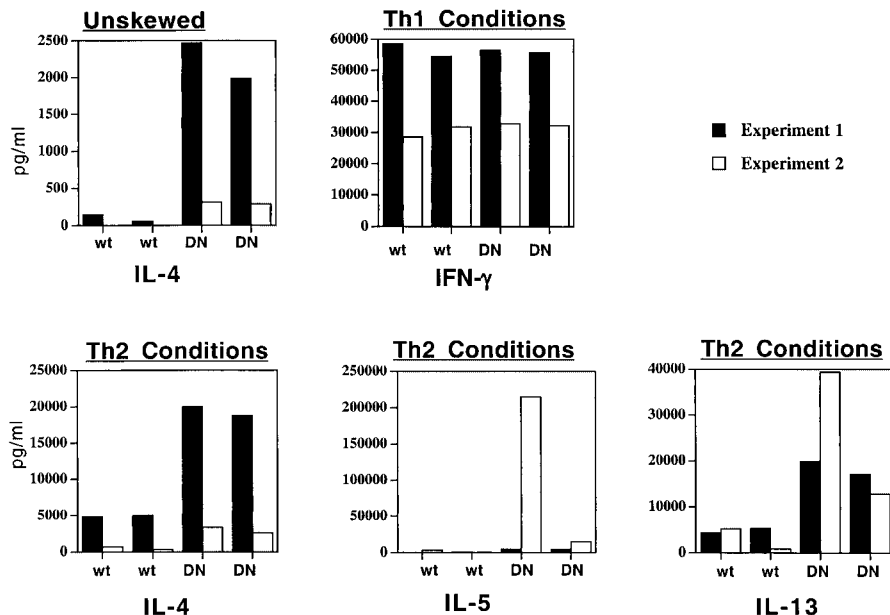 Unskewed
pg/ml
2500
2000
1500
1000
500
0
wt wt DN DN
IL-4
Th1 Conditions
60000
50000
40000
30000
20000
10000
0
wt wt DN DN
IFN-γ
Experiment 1
Experiment 2
Th2 Conditions
pg/ml
25000
20000
15000
10000
5000
0
wt wt DN DN
IL-4
Th2 Conditions
250000
200000
150000
100000
50000
0
wt wt DN DN
IL-5
Th2 Conditions
40000
30000
20000
10000
0
wt wt DN DN
IL-13